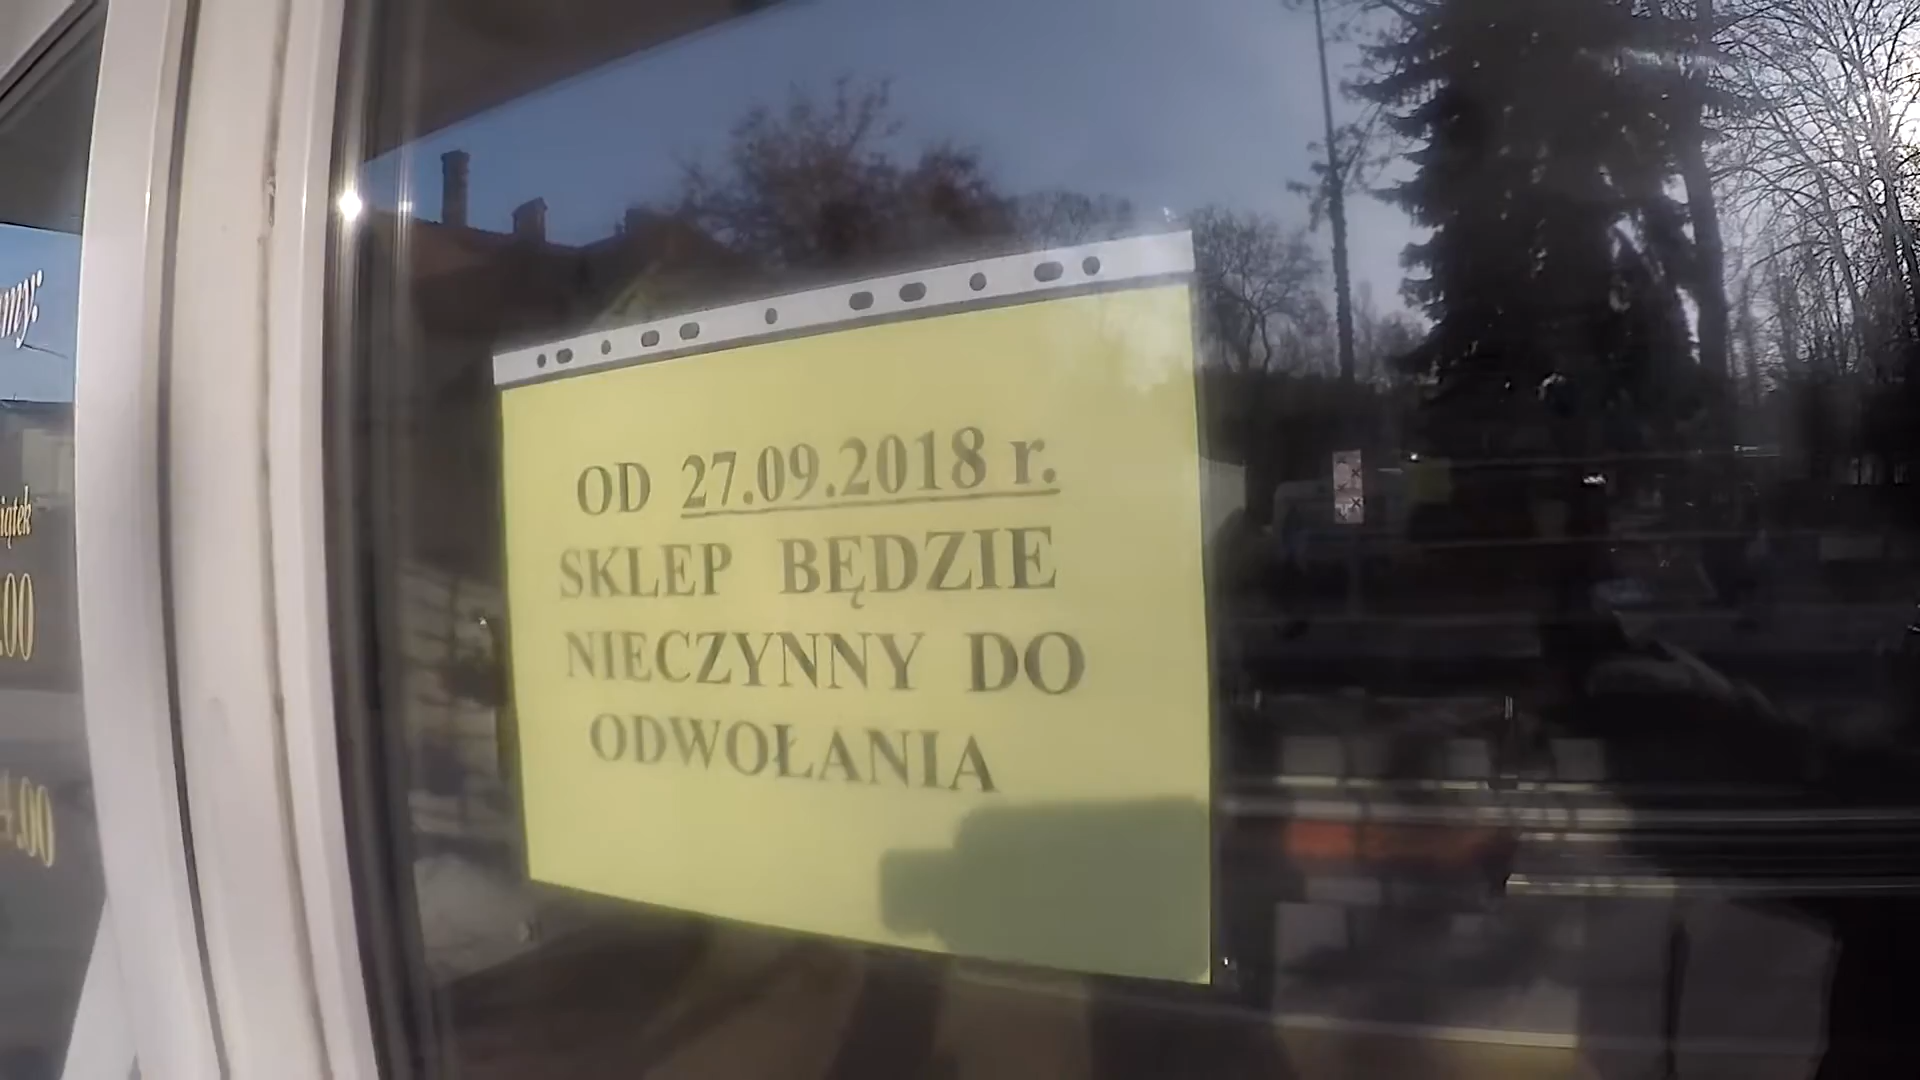 OD 27.09.2018 r.
SKLEP BĘDZIE
NIECZYNNY DO
ODWOŁANIA